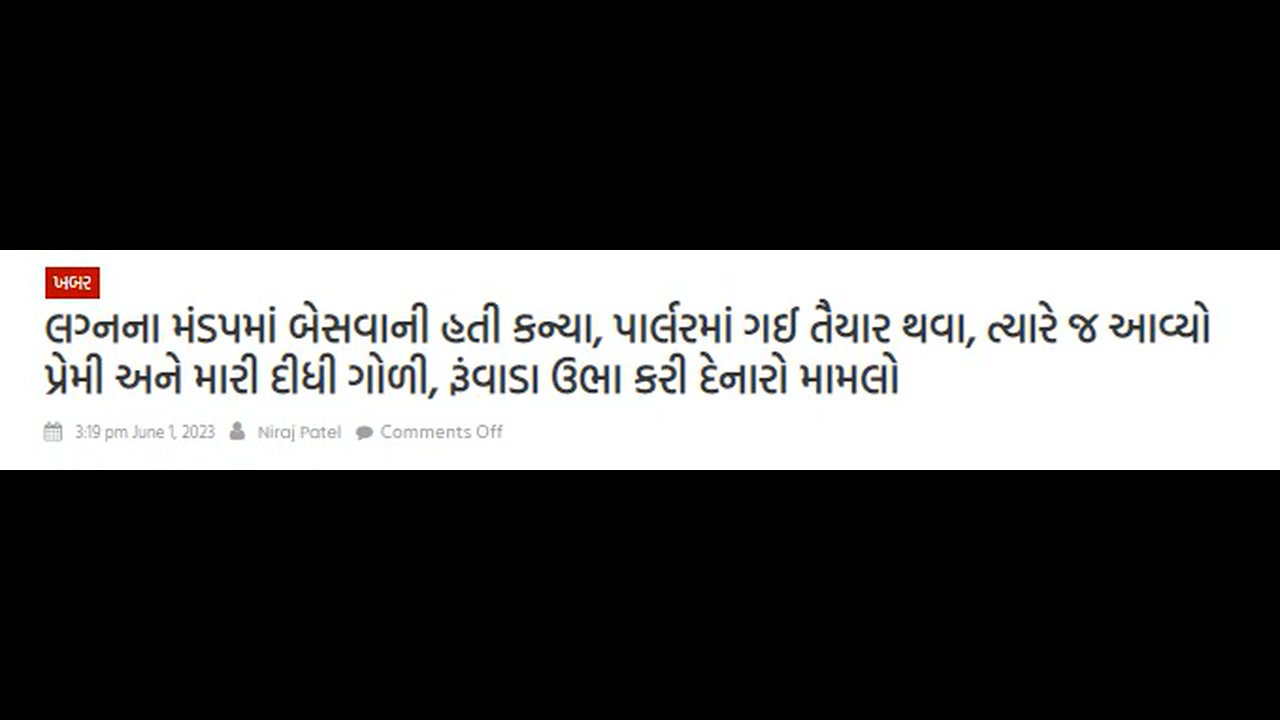 ખબર
લગ્નના મંડપમાં બેસવાની હતી કન્યા, પાર્લરમાં ગઈ તૈયાર થવા, ત્યારે જ આવ્યો
પ્રેમી અને મારી દીધી ગોળી, રૂંવાડા ઉભા કરી દેનારો મામલો
3:19 pm June 1, 2023 Niraj Patel Comments Off